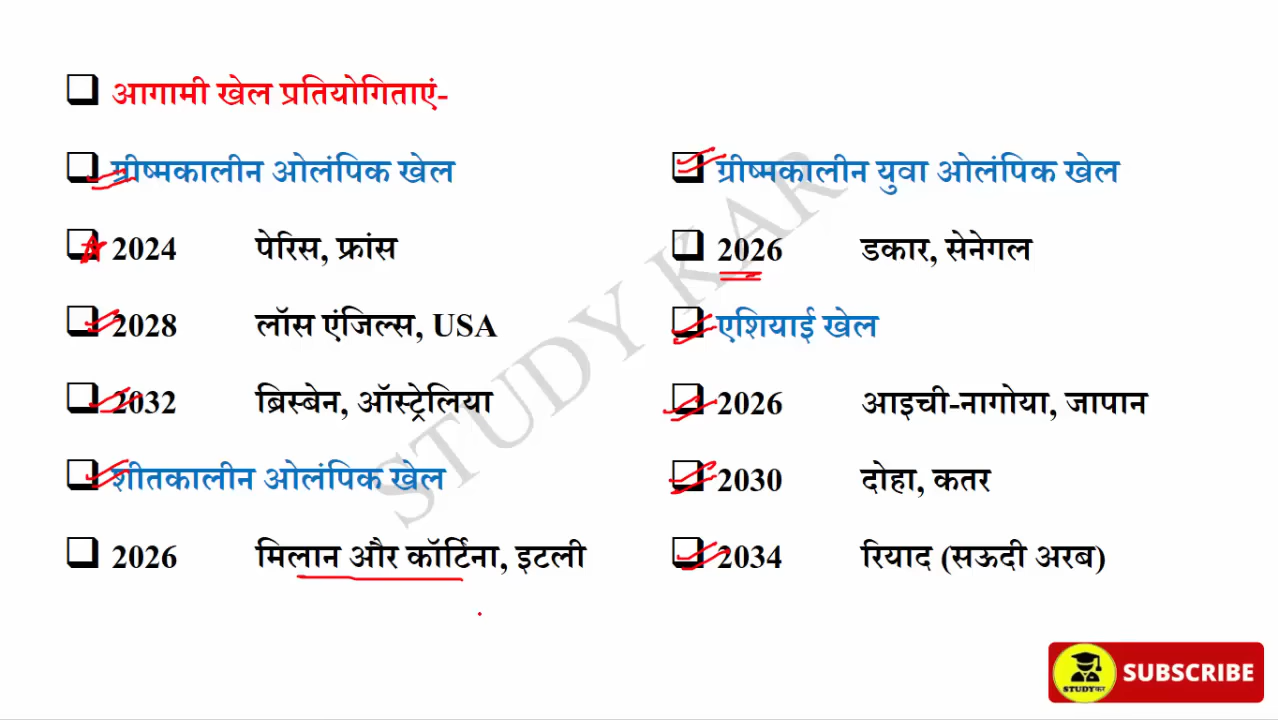 आगामी खेल प्रतियोगिताएं-
ग्रीष्मकालीन ओलंपिक खेल
2024 पेरिस, फ्रांस
2028 लॉस एंजिल्स, USA
2032 ब्रिस्बेन, ऑस्ट्रेलिया
शीतकालीन ओलंपिक खेल
2026 मिलान और कॉर्टिना, इटली
ग्रीष्मकालीन युवा ओलंपिक खेल
2026 डकार, सेनेगल
एशियाई खेल
2026 आइची-नागोया, जापान
2030 दोहा, कतर
2034 रियाद (सऊदी अरब)
STUDY KAR
STUDYकर
SUBSCRIBE